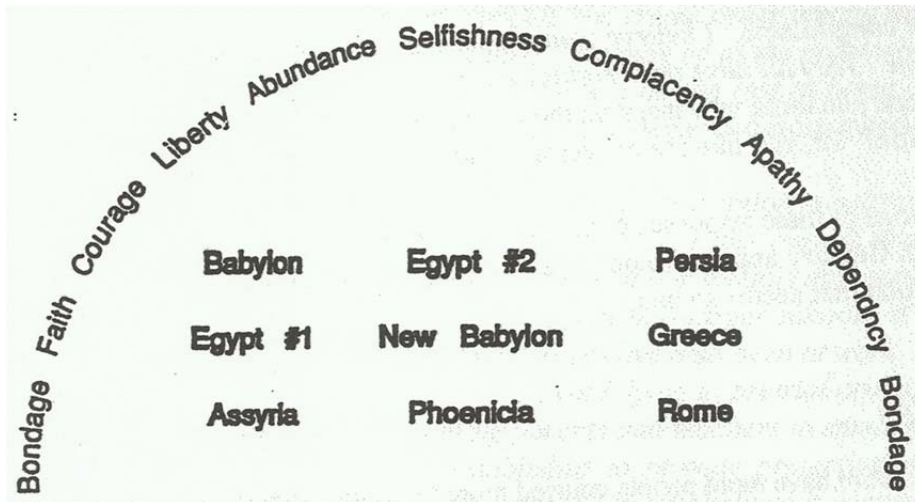 Bondage Faith Courage Liberty Abundance Selfishness Complacency Apathy Dependncy Bondage
Babylon Egypt #2 Persia
Egypt #1 New Babylon Greece
Assyria Phoenicia Rome